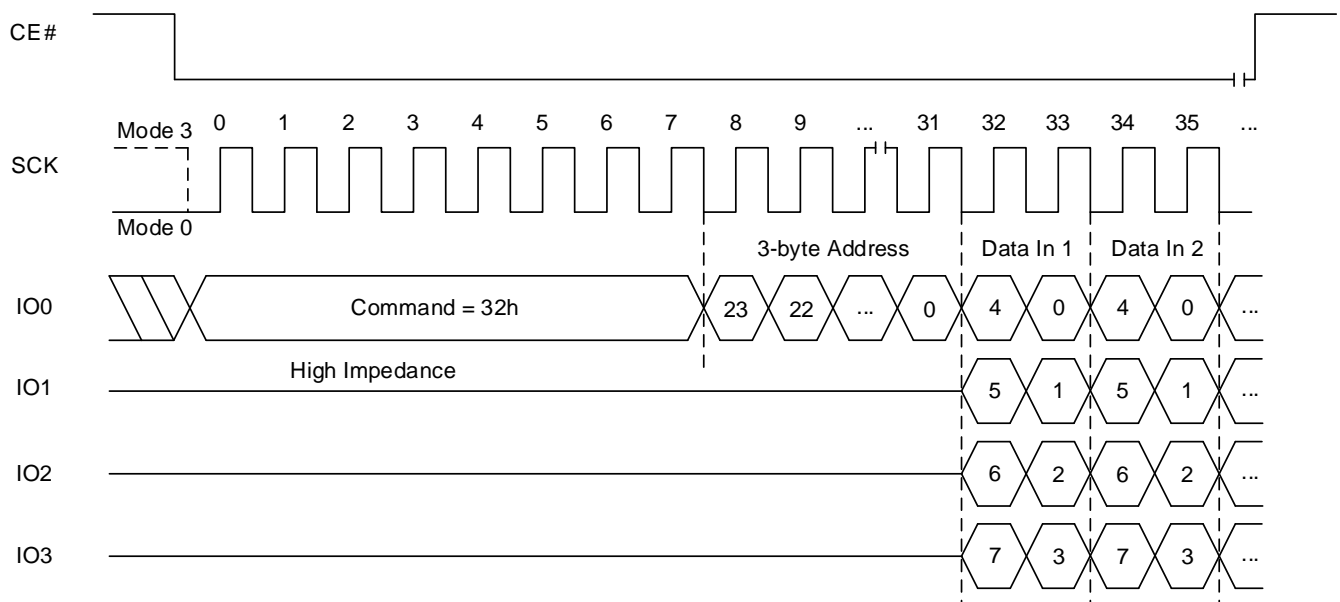 CE#
Mode 3 0 1 2 3 4 5 6 7 8 9 ... 31 32 33 34 35 ...
SCK
Mode 0
3-byte Address Data In 1 Data In 2
IO0 Command = 32h 23 22 ... 0 4 0 4 0 ...
High Impedance
IO1 5 1 5 1 ...
IO2 6 2 6 2 ...
IO3 7 3 7 3 ...